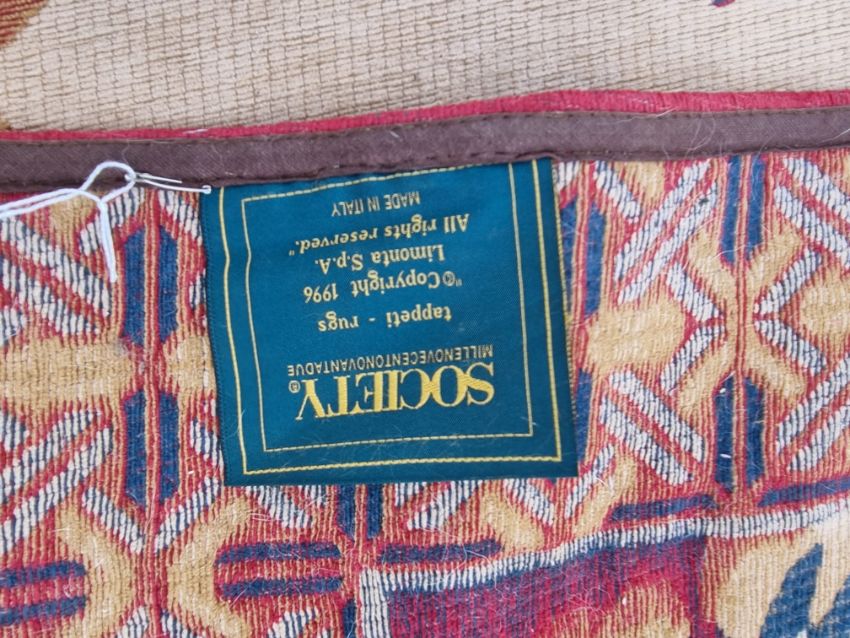 SOCIETY®
MILLENOVECENTONOVANTADUE
tappeti - rugs
"©Copyright 1996
Limonta S.p.A.
All rights reserved."
MADE IN ITALY